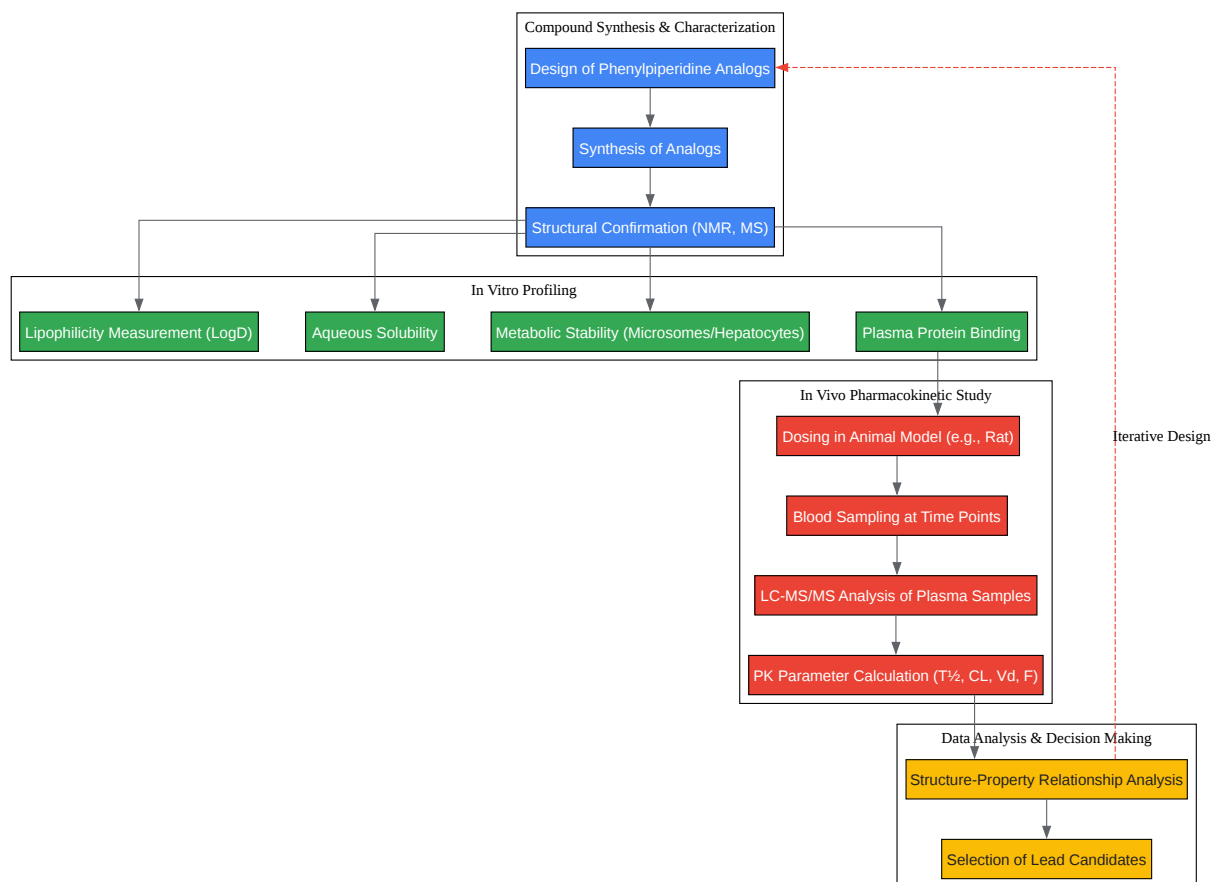 Compound Synthesis & Characterization
Design of Phenylpiperidine Analogs
Synthesis of Analogs
Structural Confirmation (NMR, MS)
In Vitro Profiling
Lipophilicity Measurement (LogD)
Aqueous Solubility
Metabolic Stability (Microsomes/Hepatocytes)
Plasma Protein Binding
In Vivo Pharmacokinetic Study
Dosing in Animal Model (e.g., Rat)
Iterative Design
Blood Sampling at Time Points
LC-MS/MS Analysis of Plasma Samples
PK Parameter Calculation (T½, CL, Vd, F)
Data Analysis & Decision Making
Structure-Property Relationship Analysis
Selection of Lead Candidates